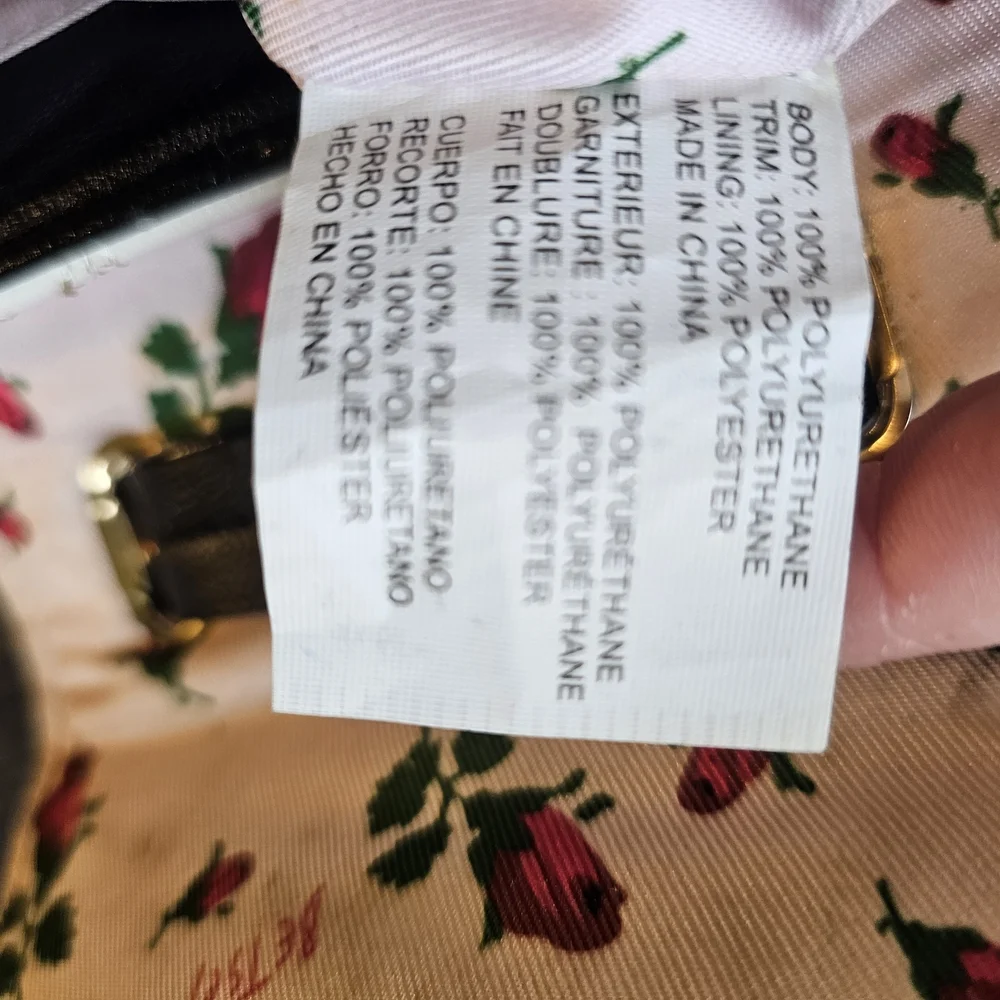 BODY: 100% POLYURETHANE
TRIM: 100% POLYURETHANE
LINING: 100% POLYESTER
MADE IN CHINA
EXTERIEUR: 100% POLYURÉTHANE
GARNITURE : 100% POLYURÉTHANE
DOUBLURE: 100% POLYESTER
FAIT EN CHINE
CUERPO: 100% POLIURETANO
RECORTE: 100% POLIURETANO
FORRO: 100% POLIÉSTER
HECHO EN CHINA